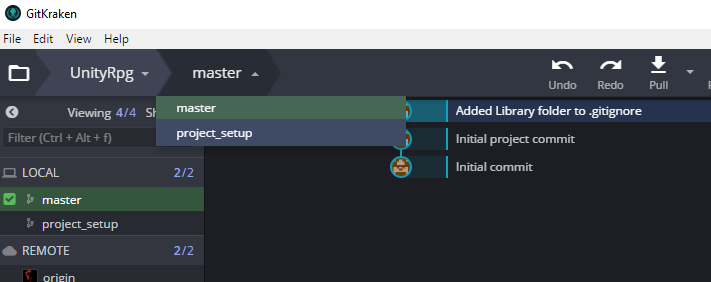 GitKraken
File Edit View Help
UnityRpg master Undo Redo Pull
master
project_setup
Viewing 4/4 Sh
Filter (Ctrl + Alt + f)
LOCAL 2/2
master
project_setup
REMOTE 2/2
origin
Added Library folder to .gitignore
Initial project commit
Initial commit